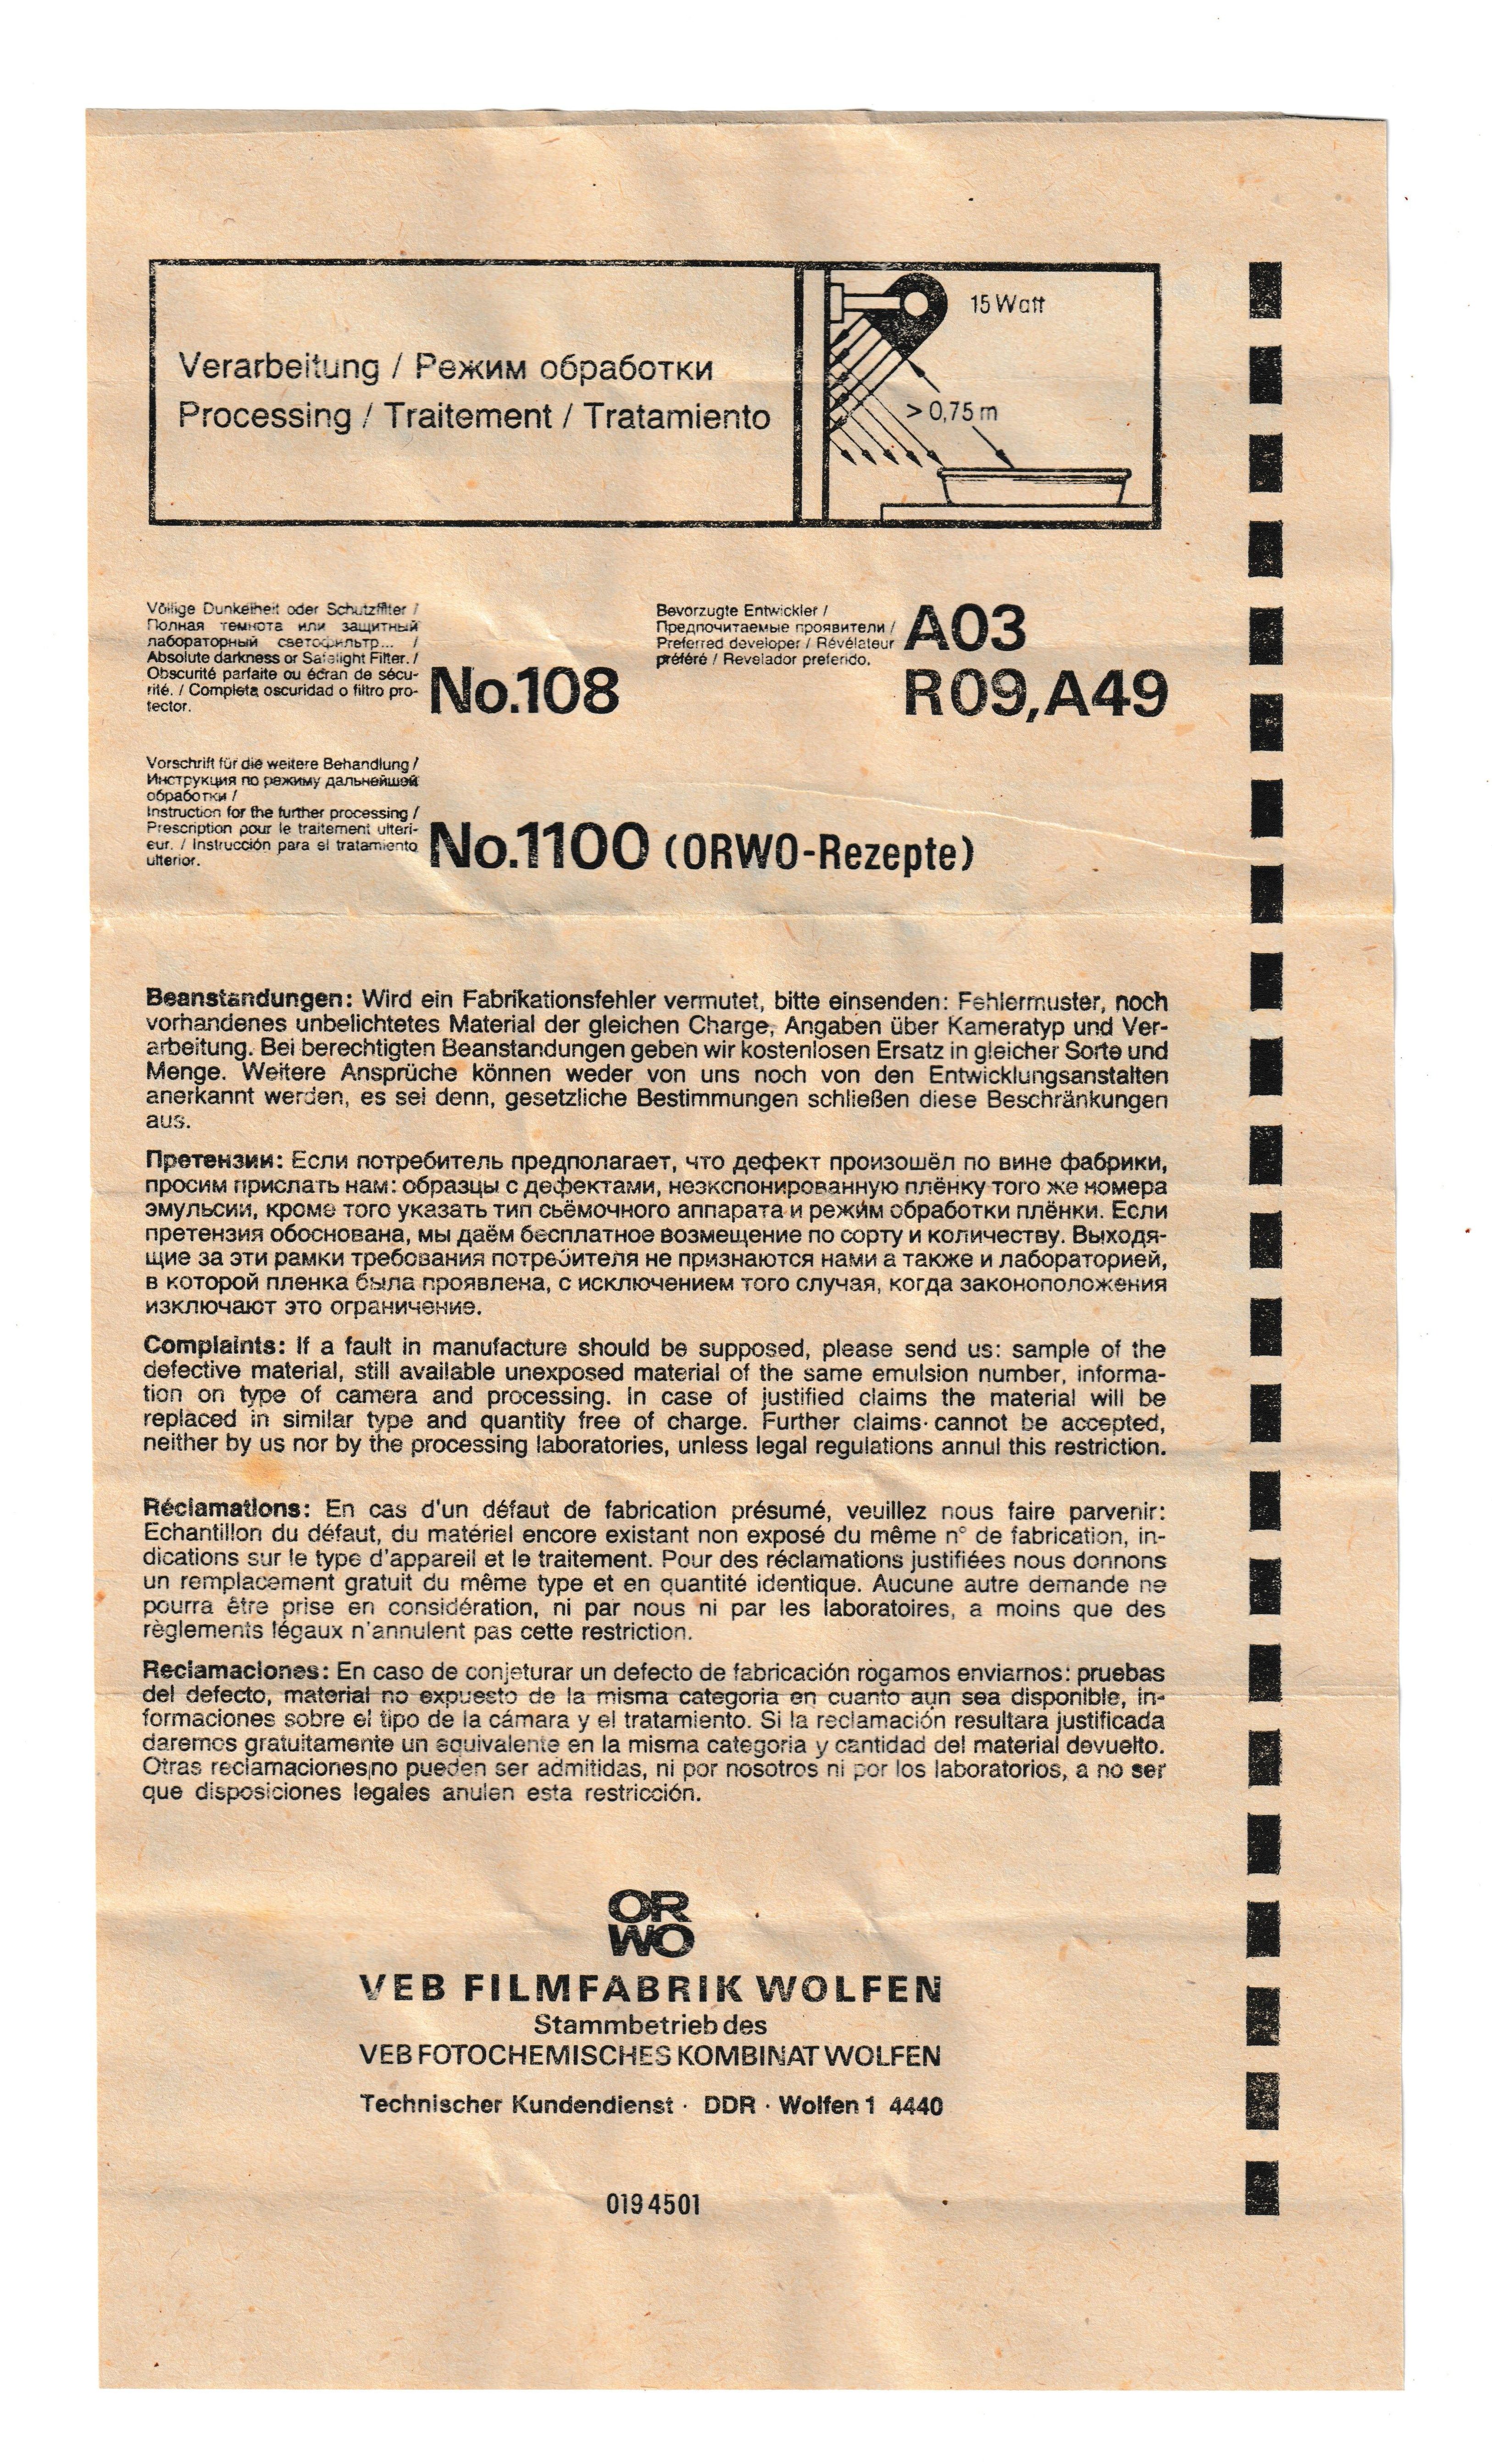 15 Watt
Verarbeitung / Режим обработки
Processing / Traitement / Tratamiento
> 0,75 m
Völlige Dunkelheit oder Schutzfilter /
Полная темнота или защитный
лабораторный светофильтр... /
Absolute darkness or Safelight Filter. /
Obscurité parfaite ou écran de sécu-
rité. / Completa oscuridad o filtro pro-
tector.
No.108
Bevorzugte Entwickler /
Предпочитаемые проявители /
Preferred developer / Révélateur
préféré / Revelador preferido.
A03
R09,A49
Vorschrift für die weitere Behandlung /
Инструкция по режиму дальнейшей
обработки /
Instruction for the further processing /
Prescription pour le traitement ulteri-
eur. / Instrucción para el tratamiento
ulterior.
No.1100 (ORWO-Rezepte)
Beanstandungen: Wird ein Fabrikationsfehler vermutet, bitte einsenden: Fehlermuster, noch
vorhandenes unbelichtetes Material der gleichen Charge, Angaben über Kameratyp und Ver-
arbeitung. Bei berechtigten Beanstandungen geben wir kostenlosen Ersatz in gleicher Sorte und
Menge. Weitere Ansprüche können weder von uns noch von den Entwicklungsanstalten
anerkannt werden, es sei denn, gesetzliche Bestimmungen schließen diese Beschränkungen
aus.
Претензии: Если потребитель предполагает, что дефект произошёл по вине фабрики,
просим прислать нам: образцы с дефектами, незкспонированную плёнку того же номера
эмульсии, кроме того указать тип сьёмочного аппарата и режим обработки плёнки. Если
претензия обоснована, мы даём бесплатное возмещение по сорту и количеству. Выходя-
щие за эти рамки требования потребителя не признаются нами а также и лабораторией,
в которой пленка была проявлена, с исключением того случая, когда законоположения
изключают это ограничение.
Complaints: If a fault in manufacture should be supposed, please send us: sample of the
defective material, still available unexposed material of the same emulsion number, informa-
tion on type of camera and processing. In case of justified claims the material will be
replaced in similar type and quantity free of charge. Further claims cannot be accepted,
neither by us nor by the processing laboratories, unless legal regulations annul this restriction.
Réclamations: En cas d'un défaut de fabrication présumé, veuillez nous faire parvenir:
Echantillon du défaut, du matériel encore existant non exposé du même n° de fabrication, in-
dications sur le type d'appareil et le traitement. Pour des réclamations justifiées nous donnons
un remplacement gratuit du même type et en quantité identique. Aucune autre demande ne
pourra être prise en considération, ni par nous ni par les laboratoires, a moins que des
règlements légaux n'annulent pas cette restriction.
Reclamaciones: En caso de conjeturar un defecto de fabricación rogamos enviarnos: pruebas
del defecto, material no expuesto de la misma categoria en cuanto aun sea disponible, in-
formaciones sobre el tipo de la cámara y el tratamiento. Si la reclamación resultara justificada
daremos gratuitamente un equivalente en la misma categoria y cantidad del material devuelto.
Otras reclamaciones no pueden ser admitidas, ni por nosotros ni por los laboratorios, a no ser
que disposiciones legales anulen esta restricción.
OR
WO
VEB FILMFABRIK WOLFEN
Stammbetrieb des
VEB FOTOCHEMISCHES KOMBINAT WOLFEN
Technischer Kundendienst · DDR · Wolfen 1 4440
0194501